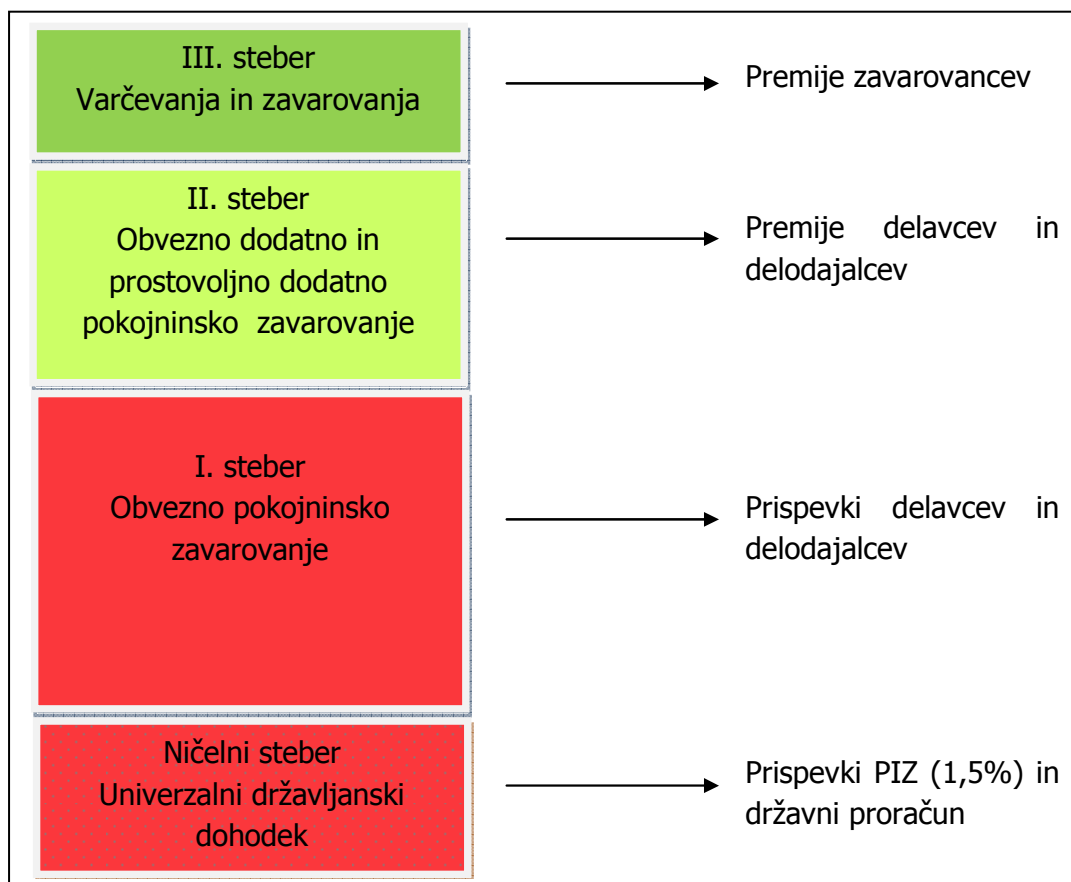 III. steber
Varčevanja in zavarovanja
Premije zavarovancev
II. steber
Obvezno dodatno in
prostovoljno dodatno
pokojninsko zavarovanje
Premije delavcev in
delodajalcev
I. steber
Obvezno pokojninsko
zavarovanje
Prispevki delavcev in
delodajalcev
Ničelni steber
Univerzalni državljanski
dohodek
Prispevki PIZ (1,5%) in
državni proračun